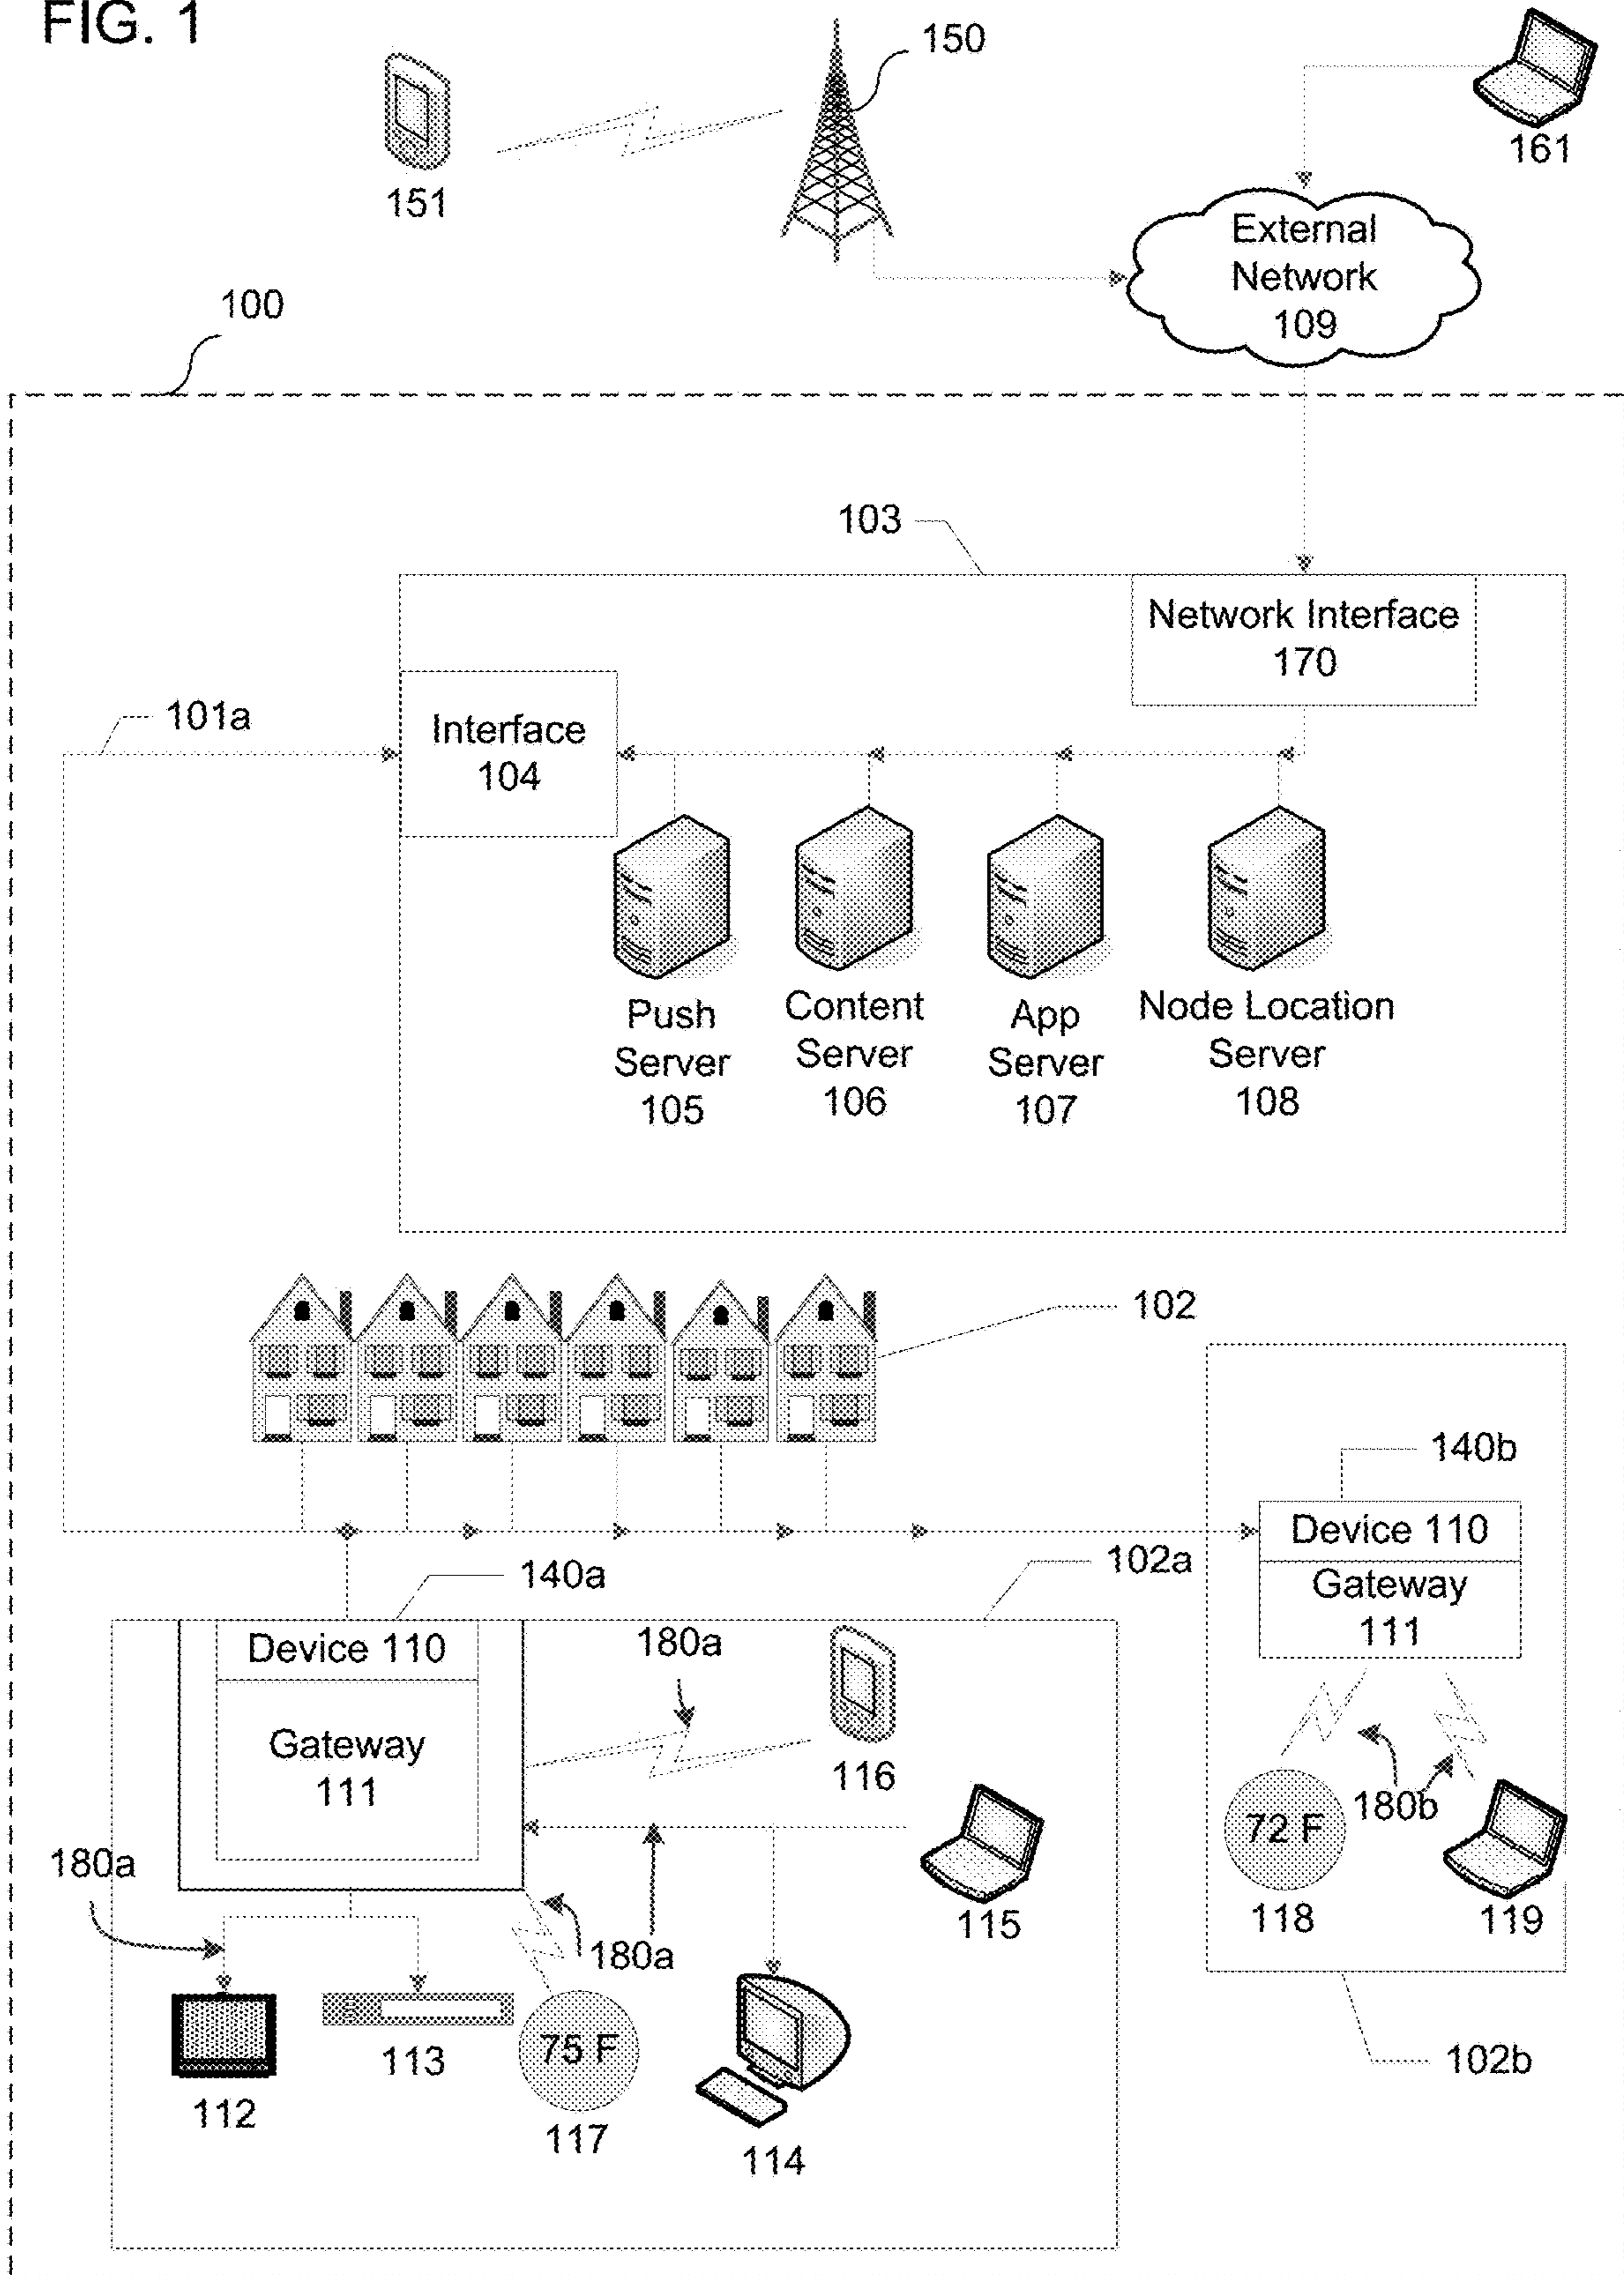 FIG. 1
150
151
161
External
Network
109
100
103
Network Interface
170
101a
Interface
104
Push
Server
105
Content
Server
106
App
Server
107
Node Location
Server
108
102
140b
Device 110
Gateway
111
140a
102a
Device 110
Gateway
111
180a
116
180a
115
180a
72 F
118
180b
119
112
113
75 F
117
114
102b